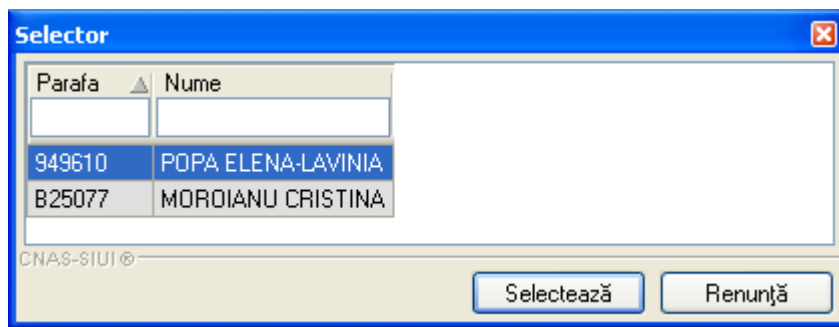 Selector
Parafa Nume
949610 POPA ELENA-LAVINIA
B25077 MOROIANU CRISTINA
CNAS-SIUI®
Selectează Renunţă